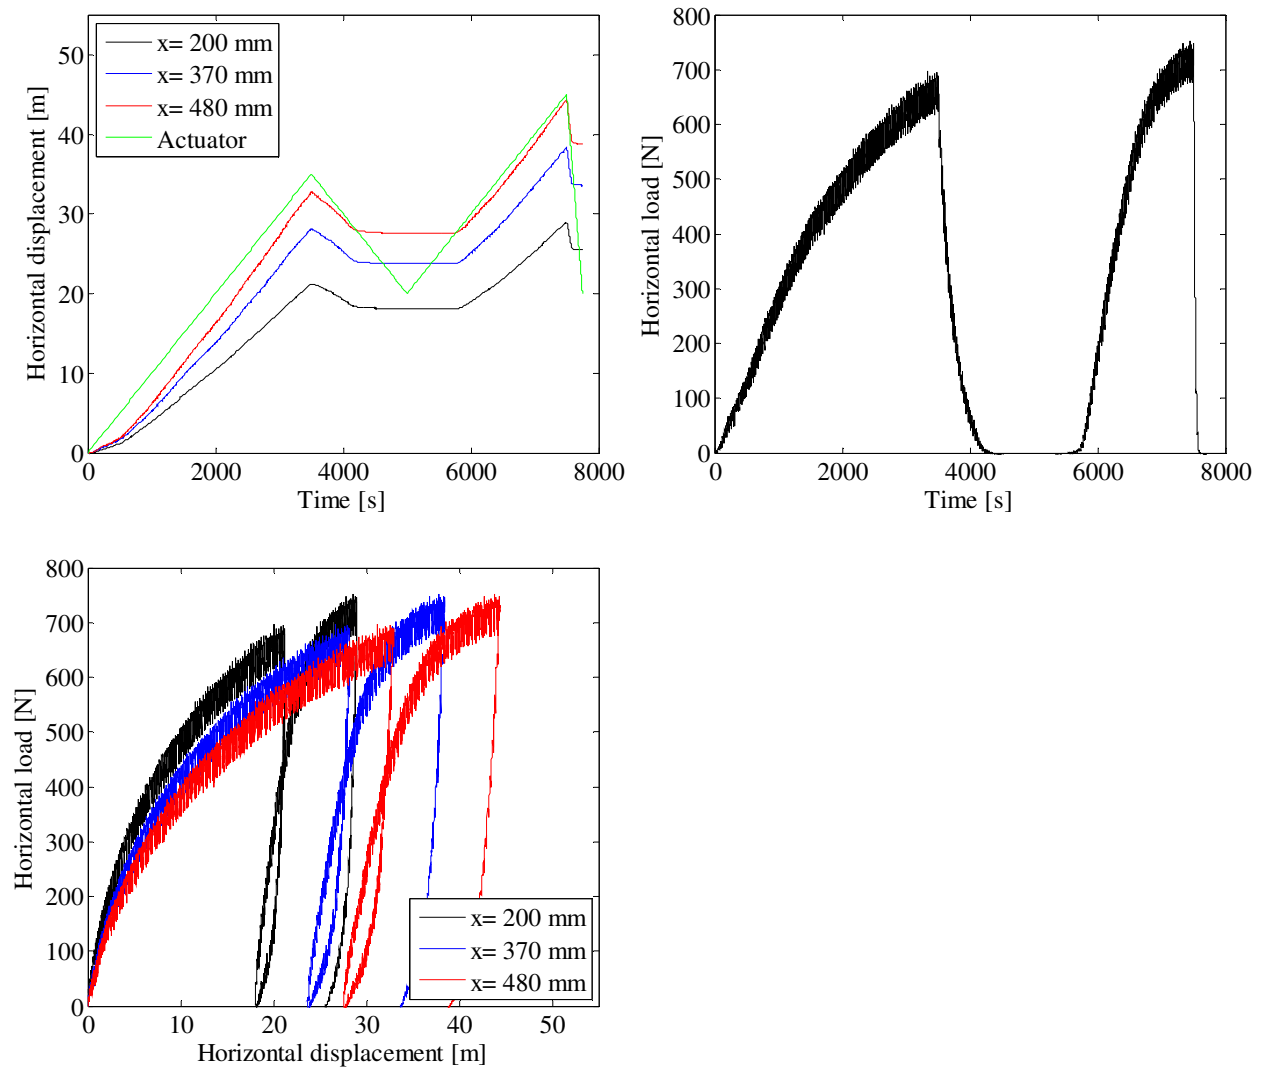 50
40
30
20
10
0
Horizontal displacement [m]
x= 200 mm
x= 370 mm
x= 480 mm
Actuator
0 2000 4000 6000 8000
Time [s]
800
700
600
500
400
300
200
100
0
Horizontal load [N]
0 2000 4000 6000 8000
Time [s]
800
700
600
500
400
300
200
100
0
Horizontal load [N]
x= 200 mm
x= 370 mm
x= 480 mm
0 10 20 30 40 50
Horizontal displacement [m]